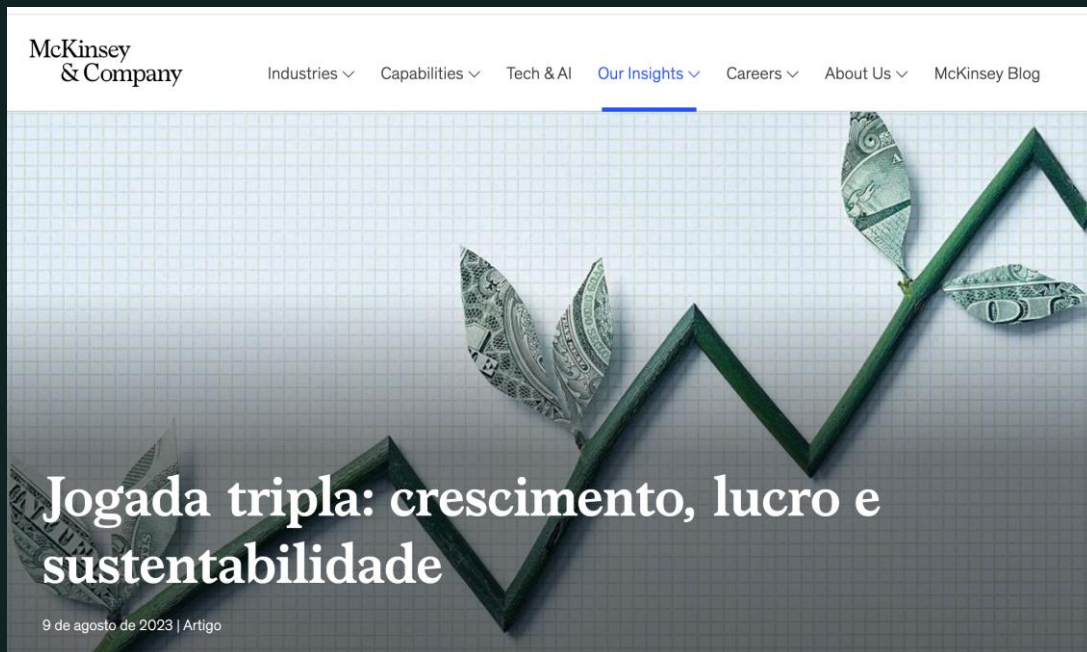 McKinsey
& Company
Industries
Capabilities
Tech & AI
Our Insights
Careers
About Us
McKinsey Blog
Jogada tripla: crescimento, lucro e
sustentabilidade
9 de agosto de 2023 | Artigo